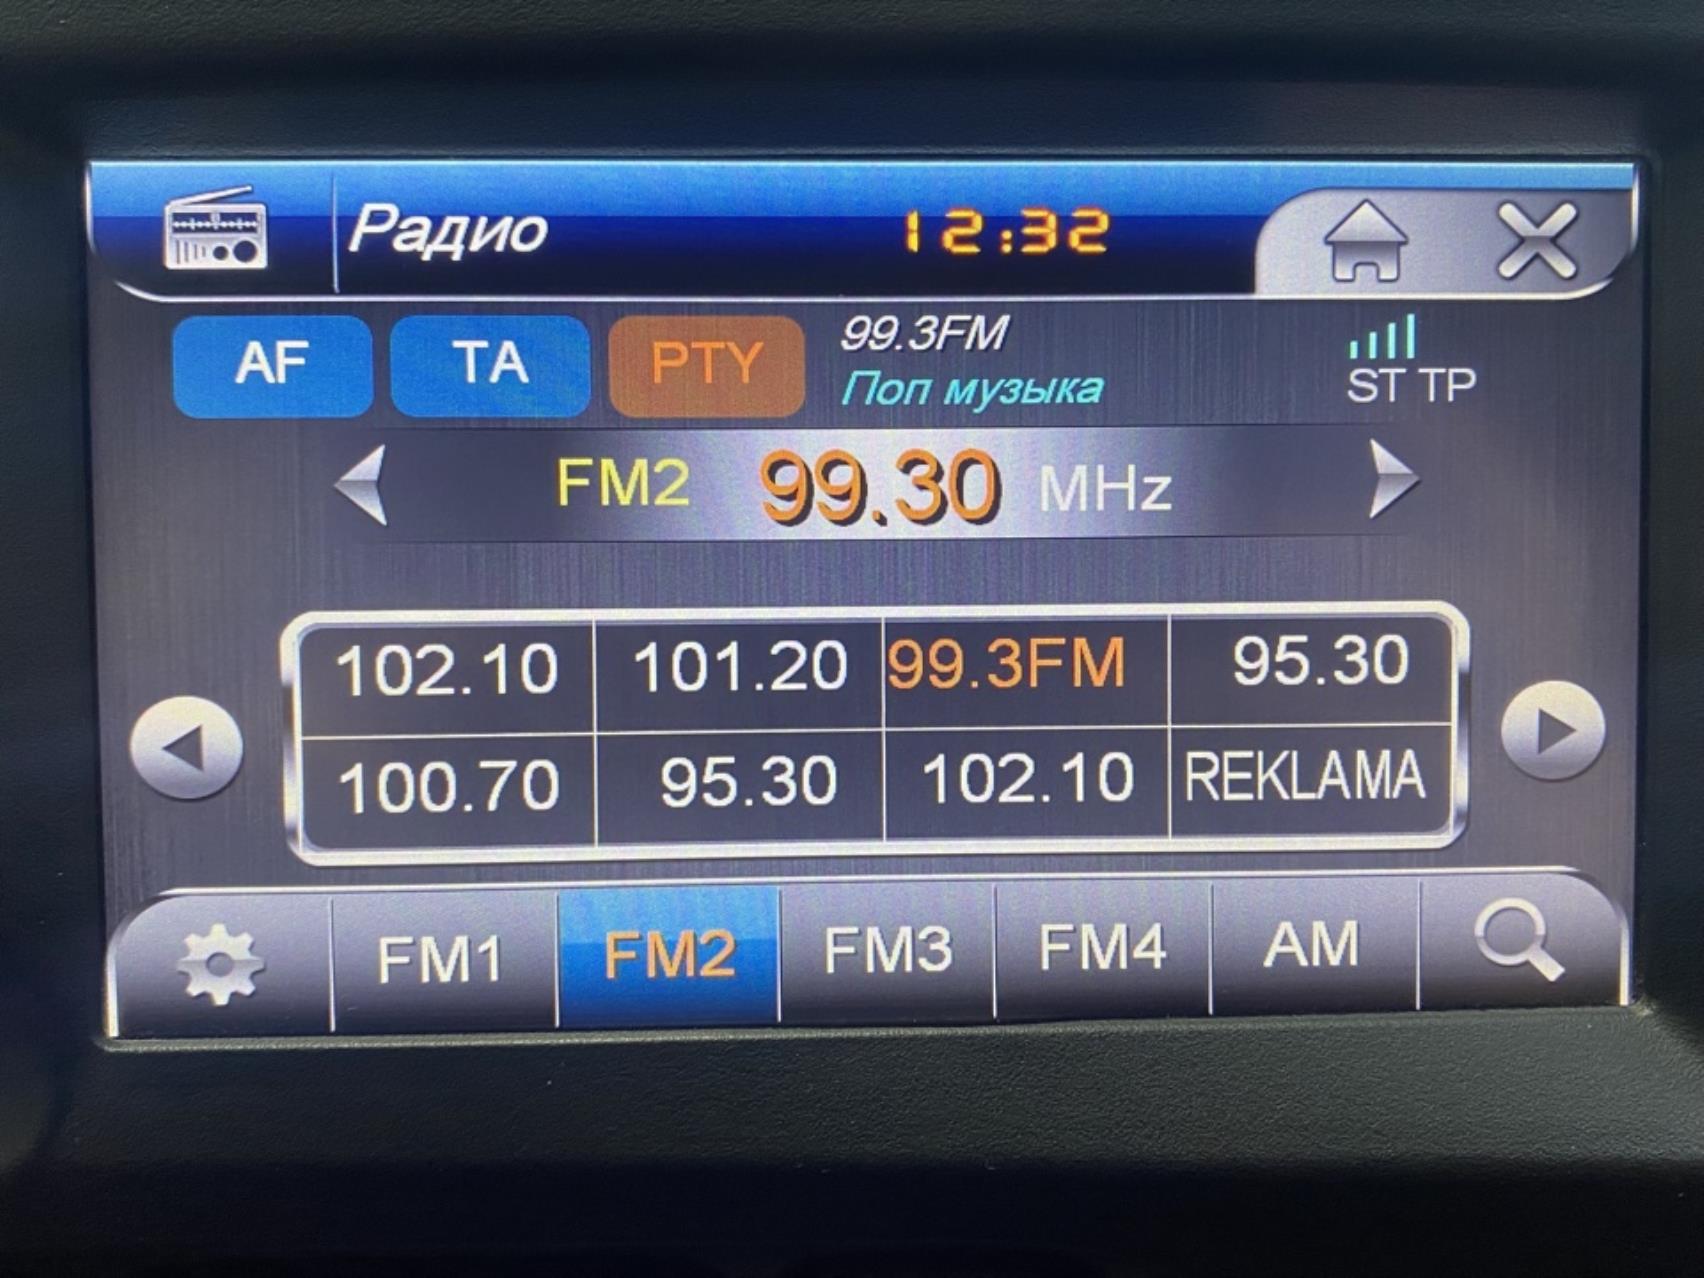 Радио 12:32
AF TA PTY 99.3FM
Поп музыка ST TP
FM2 99.30 MHz
102.10 101.20 99.3FM 95.30
100.70 95.30 102.10 REKLAMA
FM1 FM2 FM3 FM4 AM